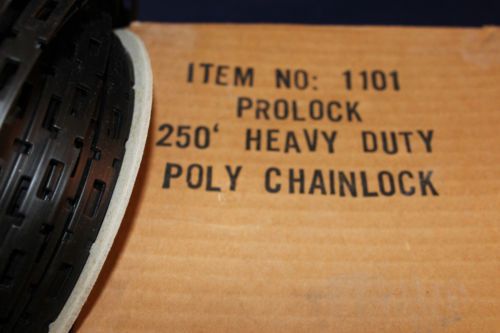 ITEM NO: 1101
PROLOCK
250' HEAVY DUTY
POLY CHAINLOCK